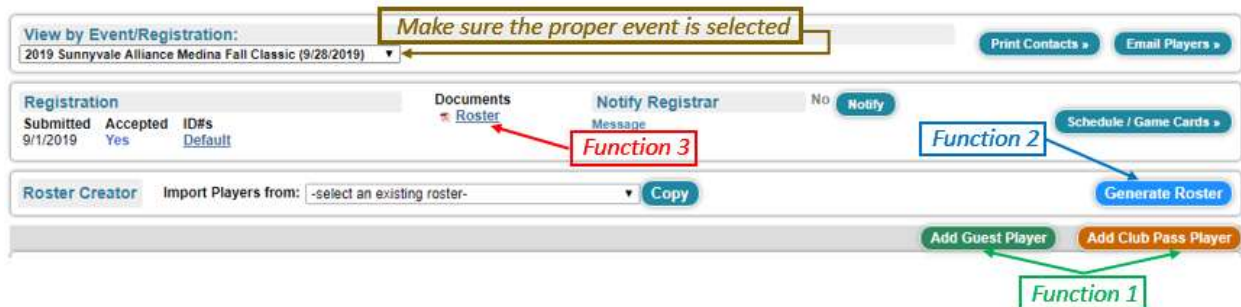 Make sure the proper event is selected
View by Event/Registration:
2019 Sunnyvale Alliance Medina Fall Classic (9/28/2019)
Print Contacts »
Email Players »
Registration
Documents
Notify Registrar
No
Notify
Submitted Accepted ID#s
Roster
Message
9/1/2019 Yes Default
Schedule / Game Cards »
Function 3
Function 2
Roster Creator
Import Players from: -select an existing roster-
Copy
Generate Roster
Add Guest Player
Add Club Pass Player
Function 1